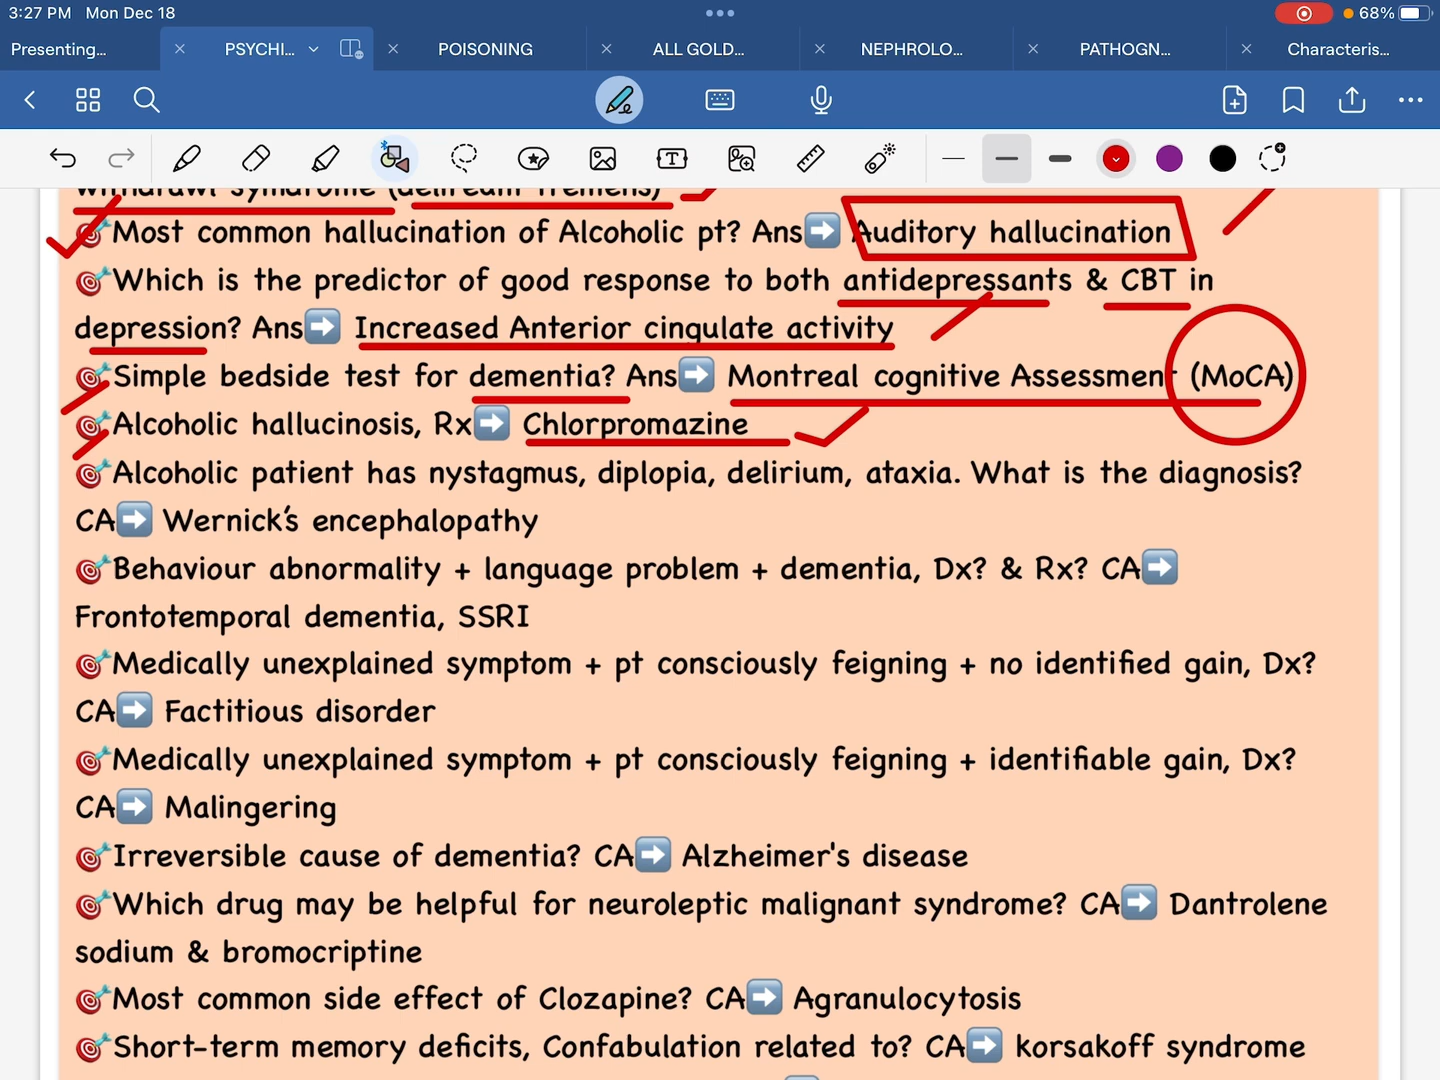 3:27 PM Mon Dec 18
68%
Presenting...
PSYCHI...
POISONING
ALL GOLD...
NEPHROLO...
PATHOGN...
Characteris...
withdrawl syndrome (deliream Tremens)
🎯Most common hallucination of Alcoholic pt? Ans➡️ Auditory hallucination
🎯Which is the predictor of good response to both antidepressants & CBT in
depression? Ans➡️ Increased Anterior cingulate activity
🎯Simple bedside test for dementia? Ans➡️ Montreal cognitive Assessment (MoCA)
🎯Alcoholic hallucinosis, Rx➡️ Chlorpromazine
🎯Alcoholic patient has nystagmus, diplopia, delirium, ataxia. What is the diagnosis?
CA➡️ Wernick's encephalopathy
🎯Behaviour abnormality + language problem + dementia, Dx? & Rx? CA➡️
Frontotemporal dementia, SSRI
🎯Medically unexplained symptom + pt consciously feigning + no identified gain, Dx?
CA➡️ Factitious disorder
🎯Medically unexplained symptom + pt consciously feigning + identifiable gain, Dx?
CA➡️ Malingering
🎯Irreversible cause of dementia? CA➡️ Alzheimer's disease
🎯Which drug may be helpful for neuroleptic malignant syndrome? CA➡️ Dantrolene
sodium & bromocriptine
🎯Most common side effect of Clozapine? CA➡️ Agranulocytosis
🎯Short-term memory deficits, Confabulation related to? CA➡️ korsakoff syndrome